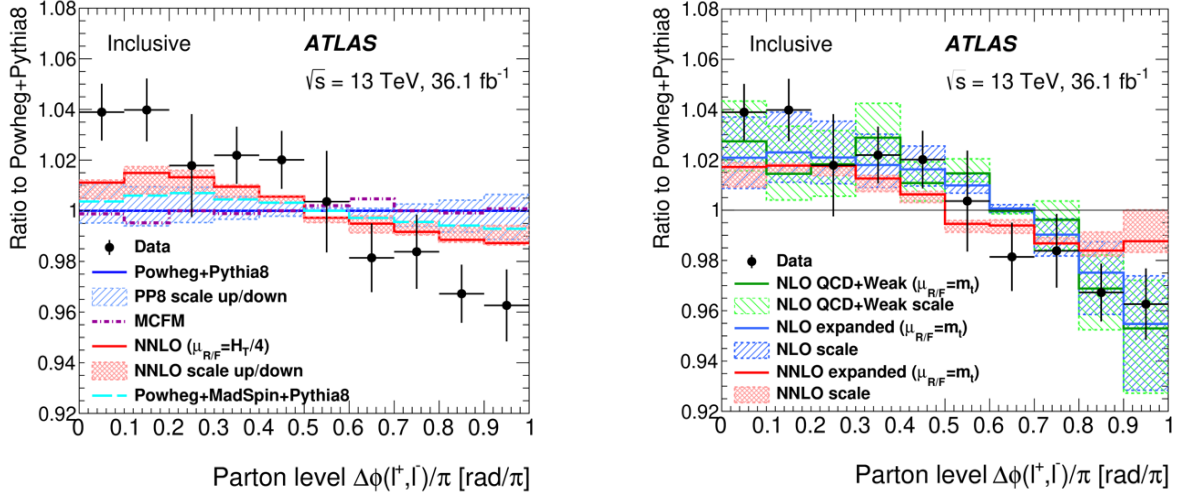 Ratio to Powheg+Pythia8
1.08
1.06
1.04
1.02
1
0.98
0.96
0.94
0.92
Inclusive ATLAS
√s = 13 TeV, 36.1 fb⁻¹
Data
Powheg+Pythia8
PP8 scale up/down
MCFM
NNLO (μR/F=HT/4)
NNLO scale up/down
Powheg+MadSpin+Pythia8
0 0.1 0.2 0.3 0.4 0.5 0.6 0.7 0.8 0.9 1
Parton level Δϕ(l⁺,l⁻)/π [rad/π]
Ratio to Powheg+Pythia8
1.08
1.06
1.04
1.02
1
0.98
0.96
0.94
0.92
Inclusive ATLAS
√s = 13 TeV, 36.1 fb⁻¹
Data
NLO QCD+Weak (μR/F=mt)
NLO QCD+Weak scale
NLO expanded (μR/F=mt)
NLO scale
NNLO expanded (μR/F=mt)
NNLO scale
0 0.1 0.2 0.3 0.4 0.5 0.6 0.7 0.8 0.9 1
Parton level Δϕ(l⁺,l⁻)/π [rad/π]